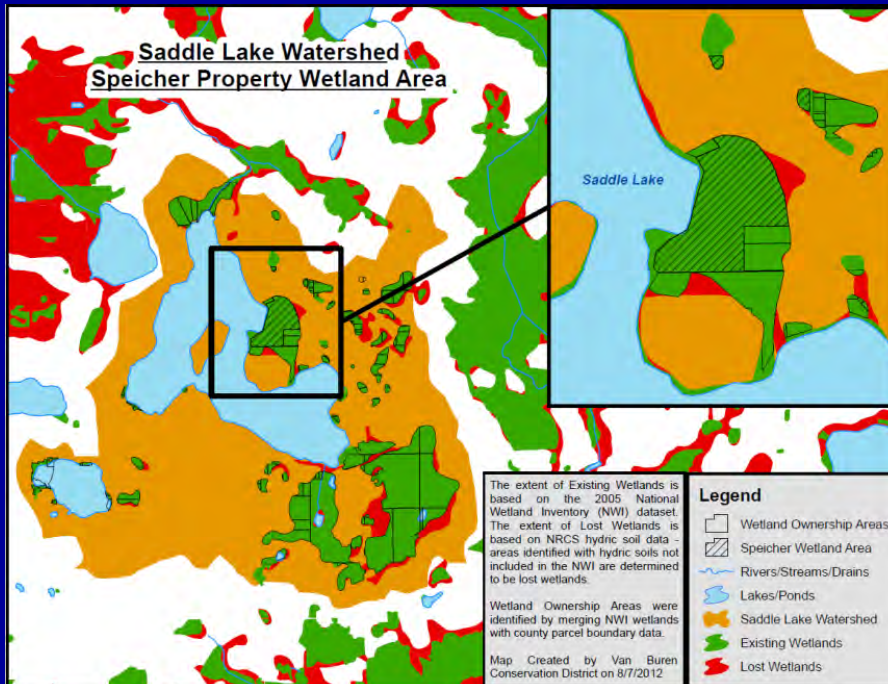 Saddle Lake Watershed
Speicher Property Wetland Area
Saddle Lake
The extent of Existing Wetlands is
based on the 2005 National
Wetland Inventory (NWI) dataset.
The extent of Lost Wetlands is
based on NRCS hydric soil data -
areas identified with hydric soils not
included in the NWI are determined
to be lost wetlands.
Wetland Ownership Areas were
identified by merging NWI wetlands
with county parcel boundary data.
Map Created by Van Buren
Conservation District on 8/7/2012
Legend
Wetland Ownership Areas
Speicher Wetland Area
Rivers/Streams/Drains
Lakes/Ponds
Saddle Lake Watershed
Existing Wetlands
Lost Wetlands